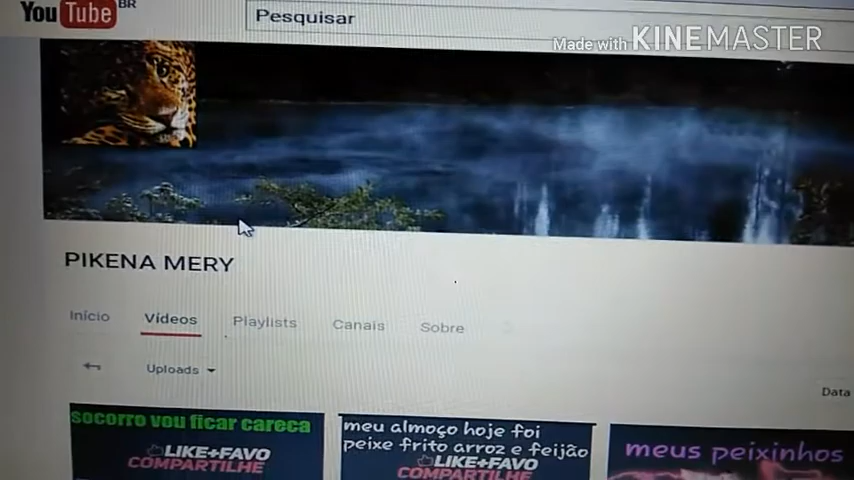 YouTube BR
Pesquisar
Made with KINEMASTER
PIKENA MERY
Início
Vídeos
Playlists
Canais
Sobre
Uploads
Data
socorro vou ficar careca
LIKE+FAVO
COMPARTILHE
meu almoço hoje foi
peixe frito arroz e feijão
LIKE+FAVO
COMPARTILHE
meus peixinhos